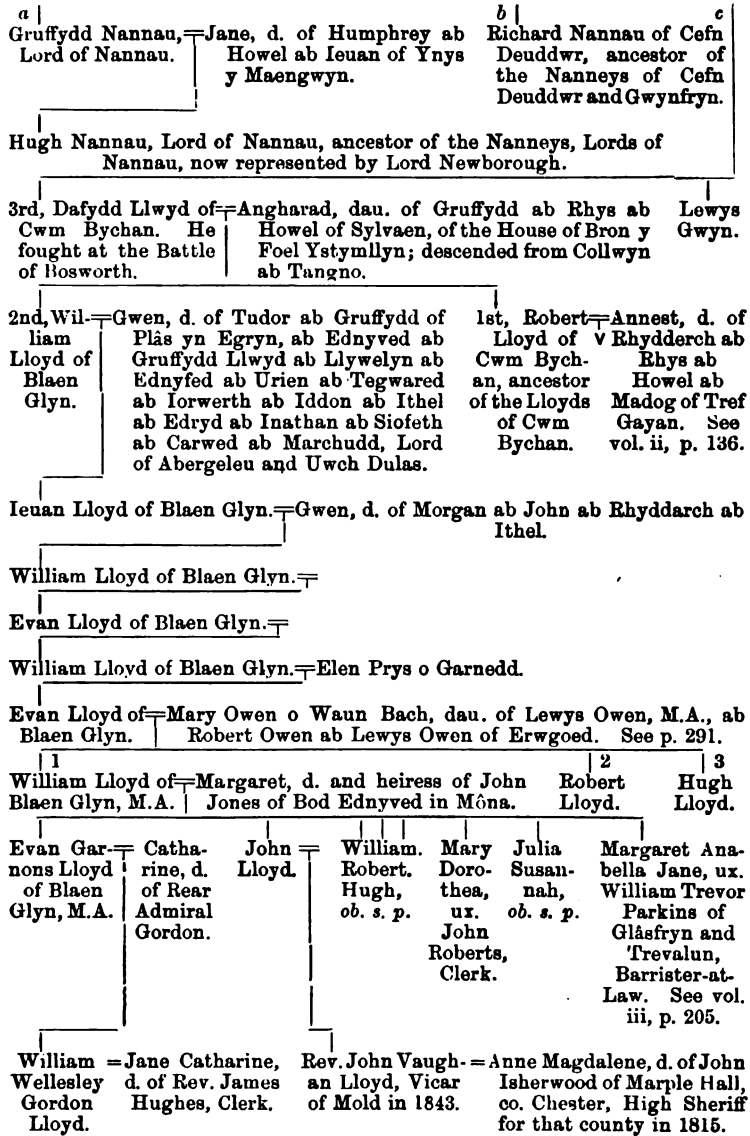 a b c
Gruffydd Nannau, Jane, d. of Humphrey ab Richard Nannau of Cefn
Lord of Nannau. Howel ab Ieuan of Ynys Deuddwr, ancestor of
y Maengwyn. the Nanneys of Cefn
Deuddwr and Gwynfryn.
Hugh Nannau, Lord of Nannau, ancestor of the Nanneys, Lords of
Nannau, now represented by Lord Newborough.
3rd, Dafydd Llwyd of Angharad, dau. of Gruffydd ab Rhys ab Lewys
Cwm Bychan. He Howel of Sylvaen, of the House of Bron y Gwyn.
fought at the Battle Foel Ystymllyn; descended from Collwyn
of Bosworth. ab Tangno.
2nd, Wil- Gwen, d. of Tudor ab Gruffydd of 1st, Robert Annest, d. of
liam Plâs yn Egryn, ab Ednyved ab Lloyd of v Rhydderch ab
Lloyd of Gruffydd Llwyd ab Llywelyn ab Cwm Bych- Rhys ab
Blaen Ednyfed ab Urien ab Tegwared an, ancestor Howel ab
Glyn. ab Iorwerth ab Iddon ab Ithel of the Lloyds Madog of Tref
ab Edryd ab Inathan ab Siofeth of Cwm Gayan. See
ab Carwed ab Marchudd, Lord Bychan. vol. ii, p. 136.
of Abergeleu and Uwch Dulas.
Ieuan Lloyd of Blaen Glyn. Gwen, d. of Morgan ab John ab Rhyddarch ab
Ithel.
William Lloyd of Blaen Glyn.
Evan Lloyd of Blaen Glyn.
William Lloyd of Blaen Glyn. Elen Prys o Garnedd.
Evan Lloyd of Mary Owen o Waun Bach, dau. of Lewys Owen, M.A., ab
Blaen Glyn. Robert Owen ab Lewys Owen of Erwgoed. See p. 291.
1 2 3
William Lloyd of Margaret, d. and heiress of John Robert Hugh
Blaen Glyn, M.A. Jones of Bod Ednyved in Môna. Lloyd. Lloyd.
Evan Gar- Catha- John William. Mary Julia Margaret Ana-
nons Lloyd rine, d. Lloyd. Robert. Doro- Susan- bella Jane, ux.
of Blaen of Rear Hugh, thea, nah, William Trevor
Glyn, M.A. Admiral ob. s. p. ux. ob. s. p. Parkins of
Gordon. John Glâsfryn and
Roberts, Trevalun,
Clerk. Barrister-at-
Law. See vol.
iii, p. 205.
William = Jane Catharine, Rev. John Vaugh- = Anne Magdalene, d. of John
Wellesley d. of Rev. James an Lloyd, Vicar Isherwood of Marple Hall,
Gordon Hughes, Clerk. of Mold in 1843. co. Chester, High Sheriff
Lloyd. for that county in 1815.